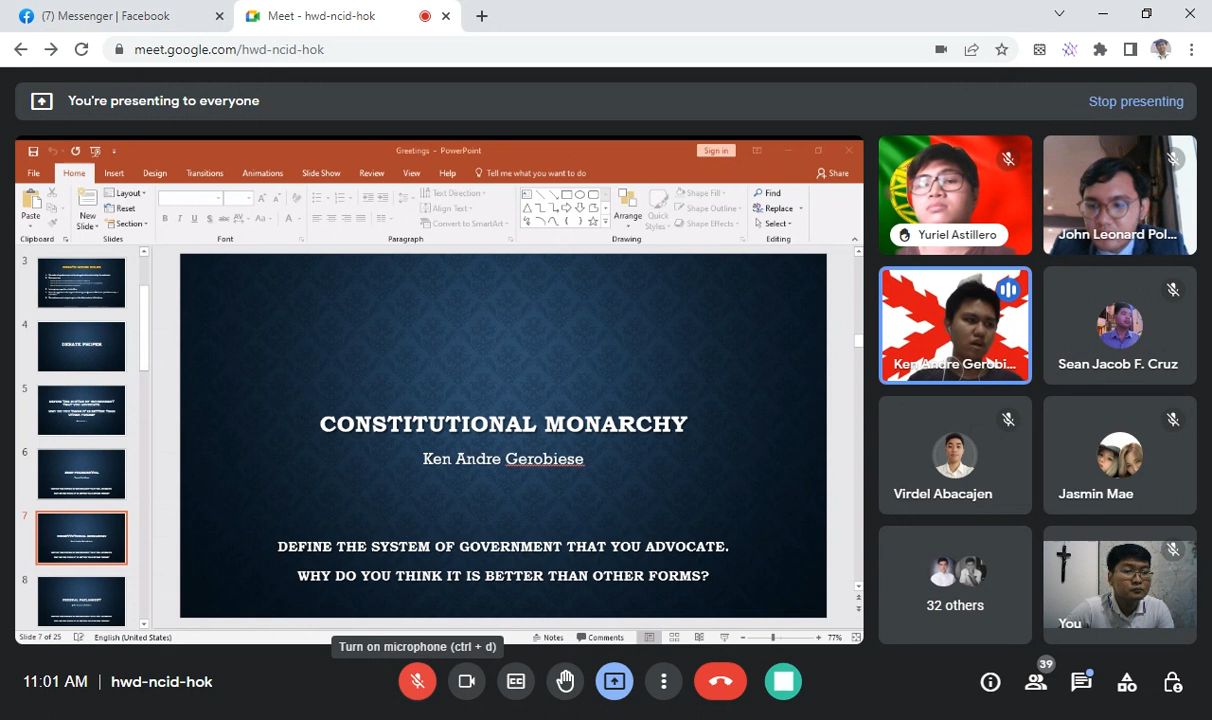 (7) Messenger | Facebook
Meet - hwd-ncid-hok
meet.google.com/hwd-ncid-hok
You're presenting to everyone
Stop presenting
Greetings - PowerPoint
Sign in
File
Home
Insert
Design
Transitions
Animations
Slide Show
Review
View
Help
Tell me what you want to do
Share
Paste
New
Slide
Layout
Reset
Section
Text Direction
Align Text
Convert to SmartArt
Arrange
Quick
Styles
Shape Fill
Shape Outline
Shape Effects
Find
Replace
Select
Clipboard
Slides
Font
Paragraph
Drawing
Editing
3
4
DEBATE PROPER
5
6
7
8
CONSTITUTIONAL MONARCHY
Ken Andre Gerobiese
DEFINE THE SYSTEM OF GOVERNMENT THAT YOU ADVOCATE.
WHY DO YOU THINK IT IS BETTER THAN OTHER FORMS?
Slide 7 of 25
English (United States)
Notes
Comments
77%
Yuriel Astillero
John Leonard Pol...
Ken Andre Gerobi...
Sean Jacob F. Cruz
Virdel Abacajen
Jasmin Mae
32 others
You
Turn on microphone (ctrl + d)
11:01 AM | hwd-ncid-hok
39